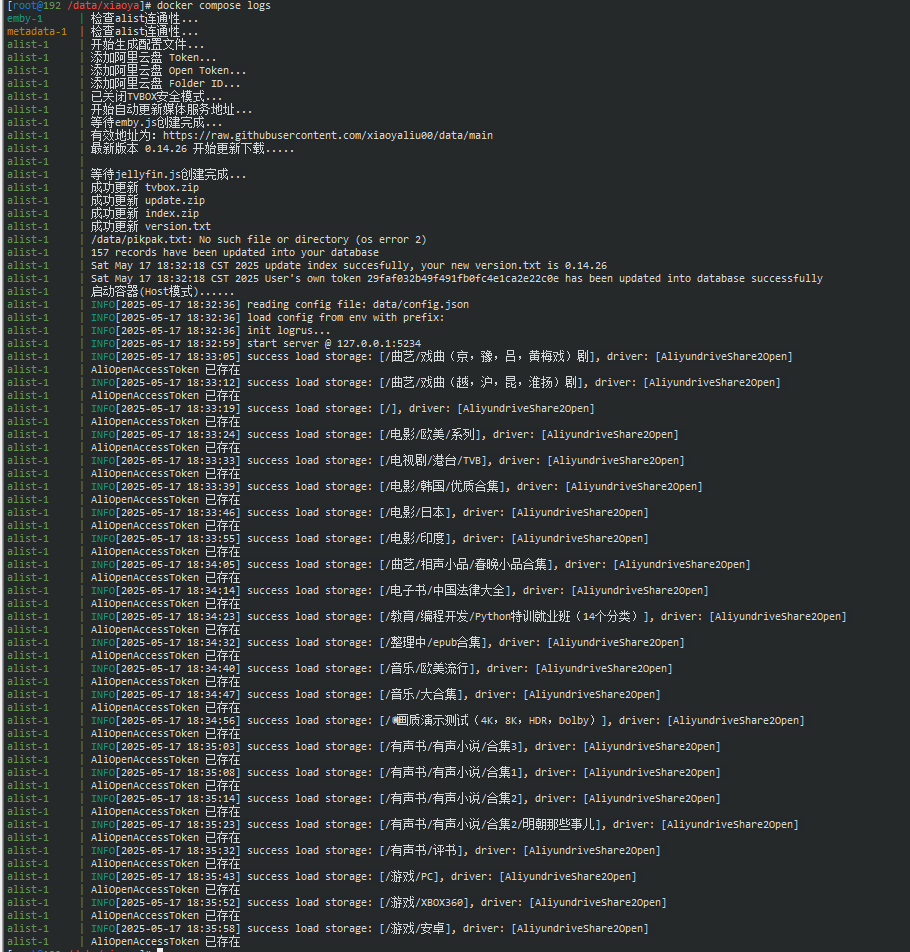 [root@192 /data/xiaoya]# docker compose logs
emby-1 | 检查alist连通性...
metadata-1 | 检查alist连通性...
alist-1 | 开始生成配置文件...
alist-1 | 添加阿里云盘 Token...
alist-1 | 添加阿里云盘 Open Token...
alist-1 | 添加阿里云盘 Folder ID...
alist-1 | 已关闭TVBOX安全模式...
alist-1 | 开始自动更新媒体服务地址...
alist-1 | 等待emby.js创建完成...
alist-1 | 有效地址为：https://raw.githubusercontent.com/xiaoyaliu00/data/main
alist-1 | 最新版本 0.14.26 开始更新下载.....
alist-1 |
alist-1 | 等待jellyfin.js创建完成...
alist-1 | 成功更新 tvbox.zip
alist-1 | 成功更新 update.zip
alist-1 | 成功更新 index.zip
alist-1 | 成功更新 version.txt
alist-1 | /data/pikpak.txt: No such file or directory (os error 2)
alist-1 | 157 records have been updated into your database
alist-1 | Sat May 17 18:32:18 CST 2025 update index succesfully, your new version.txt is 0.14.26
alist-1 | Sat May 17 18:32:18 CST 2025 User's own token 29faf032b49f491fb0fc4e1ca2e22c0e has been updated into database successfully
alist-1 | 启动容器(Host模式)......
alist-1 | INFO[2025-05-17 18:32:36] reading config file: data/config.json
alist-1 | INFO[2025-05-17 18:32:36] load config from env with prefix:
alist-1 | INFO[2025-05-17 18:32:36] init logrus...
alist-1 | INFO[2025-05-17 18:32:59] start server @ 127.0.0.1:5234
alist-1 | INFO[2025-05-17 18:33:05] success load storage: [/曲艺/戏曲（京，豫，吕，黄梅戏）剧], driver: [AliyundriveShare2Open]
alist-1 | AliOpenAccessToken 已存在
alist-1 | INFO[2025-05-17 18:33:12] success load storage: [/曲艺/戏曲（越，沪，昆，淮扬）剧], driver: [AliyundriveShare2Open]
alist-1 | AliOpenAccessToken 已存在
alist-1 | INFO[2025-05-17 18:33:19] success load storage: [/], driver: [AliyundriveShare2Open]
alist-1 | AliOpenAccessToken 已存在
alist-1 | INFO[2025-05-17 18:33:24] success load storage: [/电影/欧美/系列], driver: [AliyundriveShare2Open]
alist-1 | AliOpenAccessToken 已存在
alist-1 | INFO[2025-05-17 18:33:33] success load storage: [/电视剧/港台/TVB], driver: [AliyundriveShare2Open]
alist-1 | AliOpenAccessToken 已存在
alist-1 | INFO[2025-05-17 18:33:39] success load storage: [/电影/韩国/优质合集], driver: [AliyundriveShare2Open]
alist-1 | AliOpenAccessToken 已存在
alist-1 | INFO[2025-05-17 18:33:46] success load storage: [/电影/日本], driver: [AliyundriveShare2Open]
alist-1 | AliOpenAccessToken 已存在
alist-1 | INFO[2025-05-17 18:33:55] success load storage: [/电影/印度], driver: [AliyundriveShare2Open]
alist-1 | AliOpenAccessToken 已存在
alist-1 | INFO[2025-05-17 18:34:05] success load storage: [/曲艺/相声小品/春晚小品合集], driver: [AliyundriveShare2Open]
alist-1 | AliOpenAccessToken 已存在
alist-1 | INFO[2025-05-17 18:34:14] success load storage: [/电子书/中国法律大全], driver: [AliyundriveShare2Open]
alist-1 | AliOpenAccessToken 已存在
alist-1 | INFO[2025-05-17 18:34:23] success load storage: [/教育/编程开发/Python特训就业班（14个分类）], driver: [AliyundriveShare2Open]
alist-1 | AliOpenAccessToken 已存在
alist-1 | INFO[2025-05-17 18:34:32] success load storage: [/整理中/epub合集], driver: [AliyundriveShare2Open]
alist-1 | AliOpenAccessToken 已存在
alist-1 | INFO[2025-05-17 18:34:40] success load storage: [/音乐/欧美流行], driver: [AliyundriveShare2Open]
alist-1 | AliOpenAccessToken 已存在
alist-1 | INFO[2025-05-17 18:34:47] success load storage: [/音乐/大合集], driver: [AliyundriveShare2Open]
alist-1 | AliOpenAccessToken 已存在
alist-1 | INFO[2025-05-17 18:34:56] success load storage: [/画质演示测试（4K，8K，HDR，Dolby）], driver: [AliyundriveShare2Open]
alist-1 | AliOpenAccessToken 已存在
alist-1 | INFO[2025-05-17 18:35:03] success load storage: [/有声书/有声小说/合集3], driver: [AliyundriveShare2Open]
alist-1 | AliOpenAccessToken 已存在
alist-1 | INFO[2025-05-17 18:35:08] success load storage: [/有声书/有声小说/合集1], driver: [AliyundriveShare2Open]
alist-1 | AliOpenAccessToken 已存在
alist-1 | INFO[2025-05-17 18:35:14] success load storage: [/有声书/有声小说/合集2], driver: [AliyundriveShare2Open]
alist-1 | AliOpenAccessToken 已存在
alist-1 | INFO[2025-05-17 18:35:23] success load storage: [/有声书/有声小说/合集2/明朝那些事儿], driver: [AliyundriveShare2Open]
alist-1 | AliOpenAccessToken 已存在
alist-1 | INFO[2025-05-17 18:35:32] success load storage: [/有声书/评书], driver: [AliyundriveShare2Open]
alist-1 | AliOpenAccessToken 已存在
alist-1 | INFO[2025-05-17 18:35:43] success load storage: [/游戏/PC], driver: [AliyundriveShare2Open]
alist-1 | AliOpenAccessToken 已存在
alist-1 | INFO[2025-05-17 18:35:52] success load storage: [/游戏/XBOX360], driver: [AliyundriveShare2Open]
alist-1 | AliOpenAccessToken 已存在
alist-1 | INFO[2025-05-17 18:35:58] success load storage: [/游戏/安卓], driver: [AliyundriveShare2Open]
alist-1 | AliOpenAccessToken 已存在